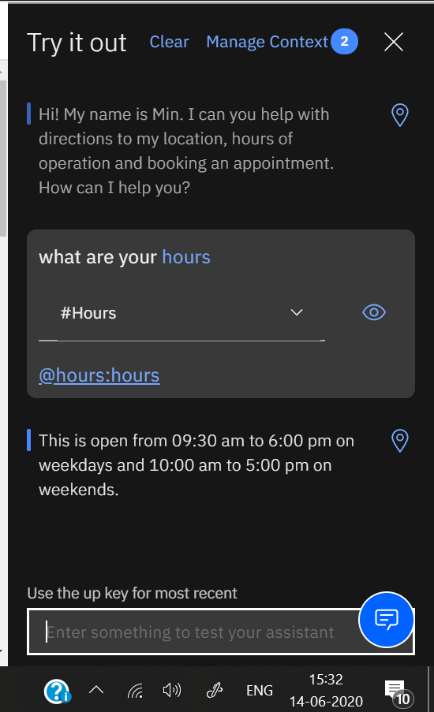 Try it out Clear Manage Context 2
Hi! My name is Min. I can you help with
directions to my location, hours of
operation and booking an appointment.
How can I help you?
what are your hours
#Hours
@hours:hours
This is open from 09:30 am to 6:00 pm on
weekdays and 10:00 am to 5:00 pm on
weekends.
Use the up key for most recent
Enter something to test your assistant
ENG 15:32
14-06-2020 10